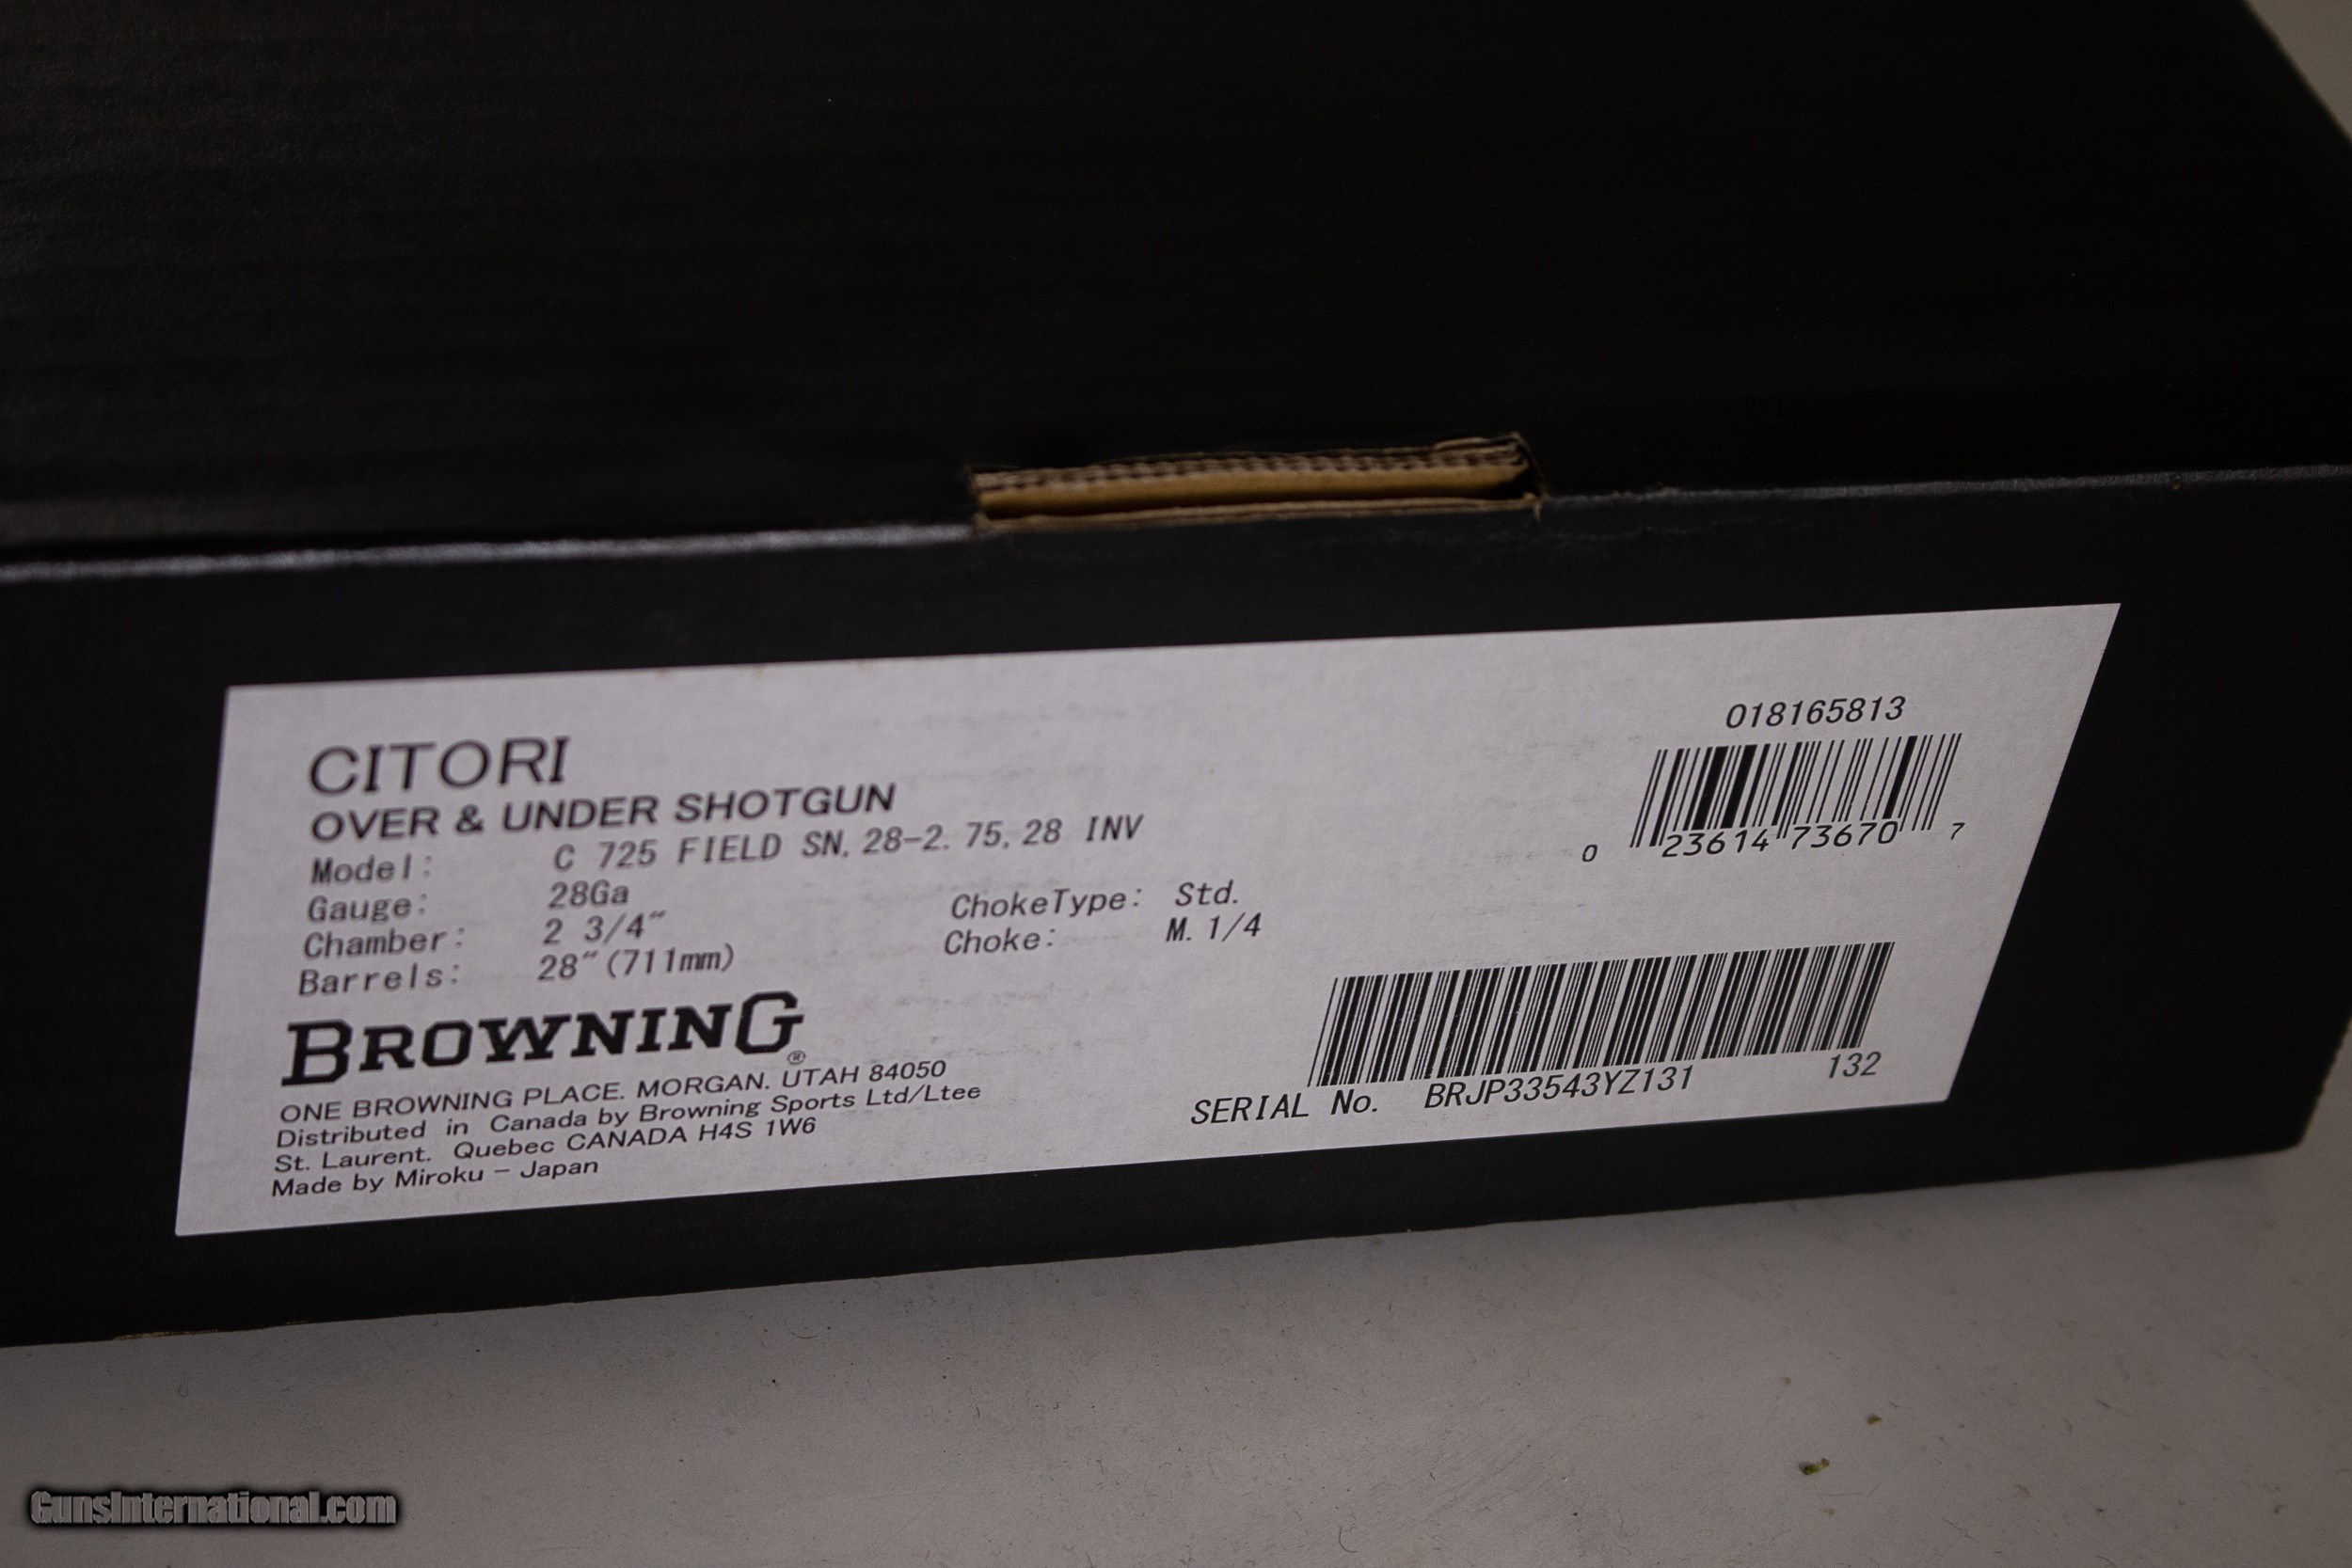 CITORI
OVER & UNDER SHOTGUN
Model: C 725 FIELD SN, 28-2. 75, 28 INV
Gauge: 28Ga
Chamber: 2 3/4"
Barrels: 28"(711mm)
ChokeType: Std.
Choke: M. 1/4
BROWNING®
ONE BROWNING PLACE. MORGAN. UTAH 84050
Distributed in Canada by Browning Sports Ltd/Ltee
St. Laurent. Quebec CANADA H4S 1W6
Made by Miroku - Japan
018165813
0 23614 73670 7
SERIAL No. BRJP33543YZ131 132
GunsInternational.com